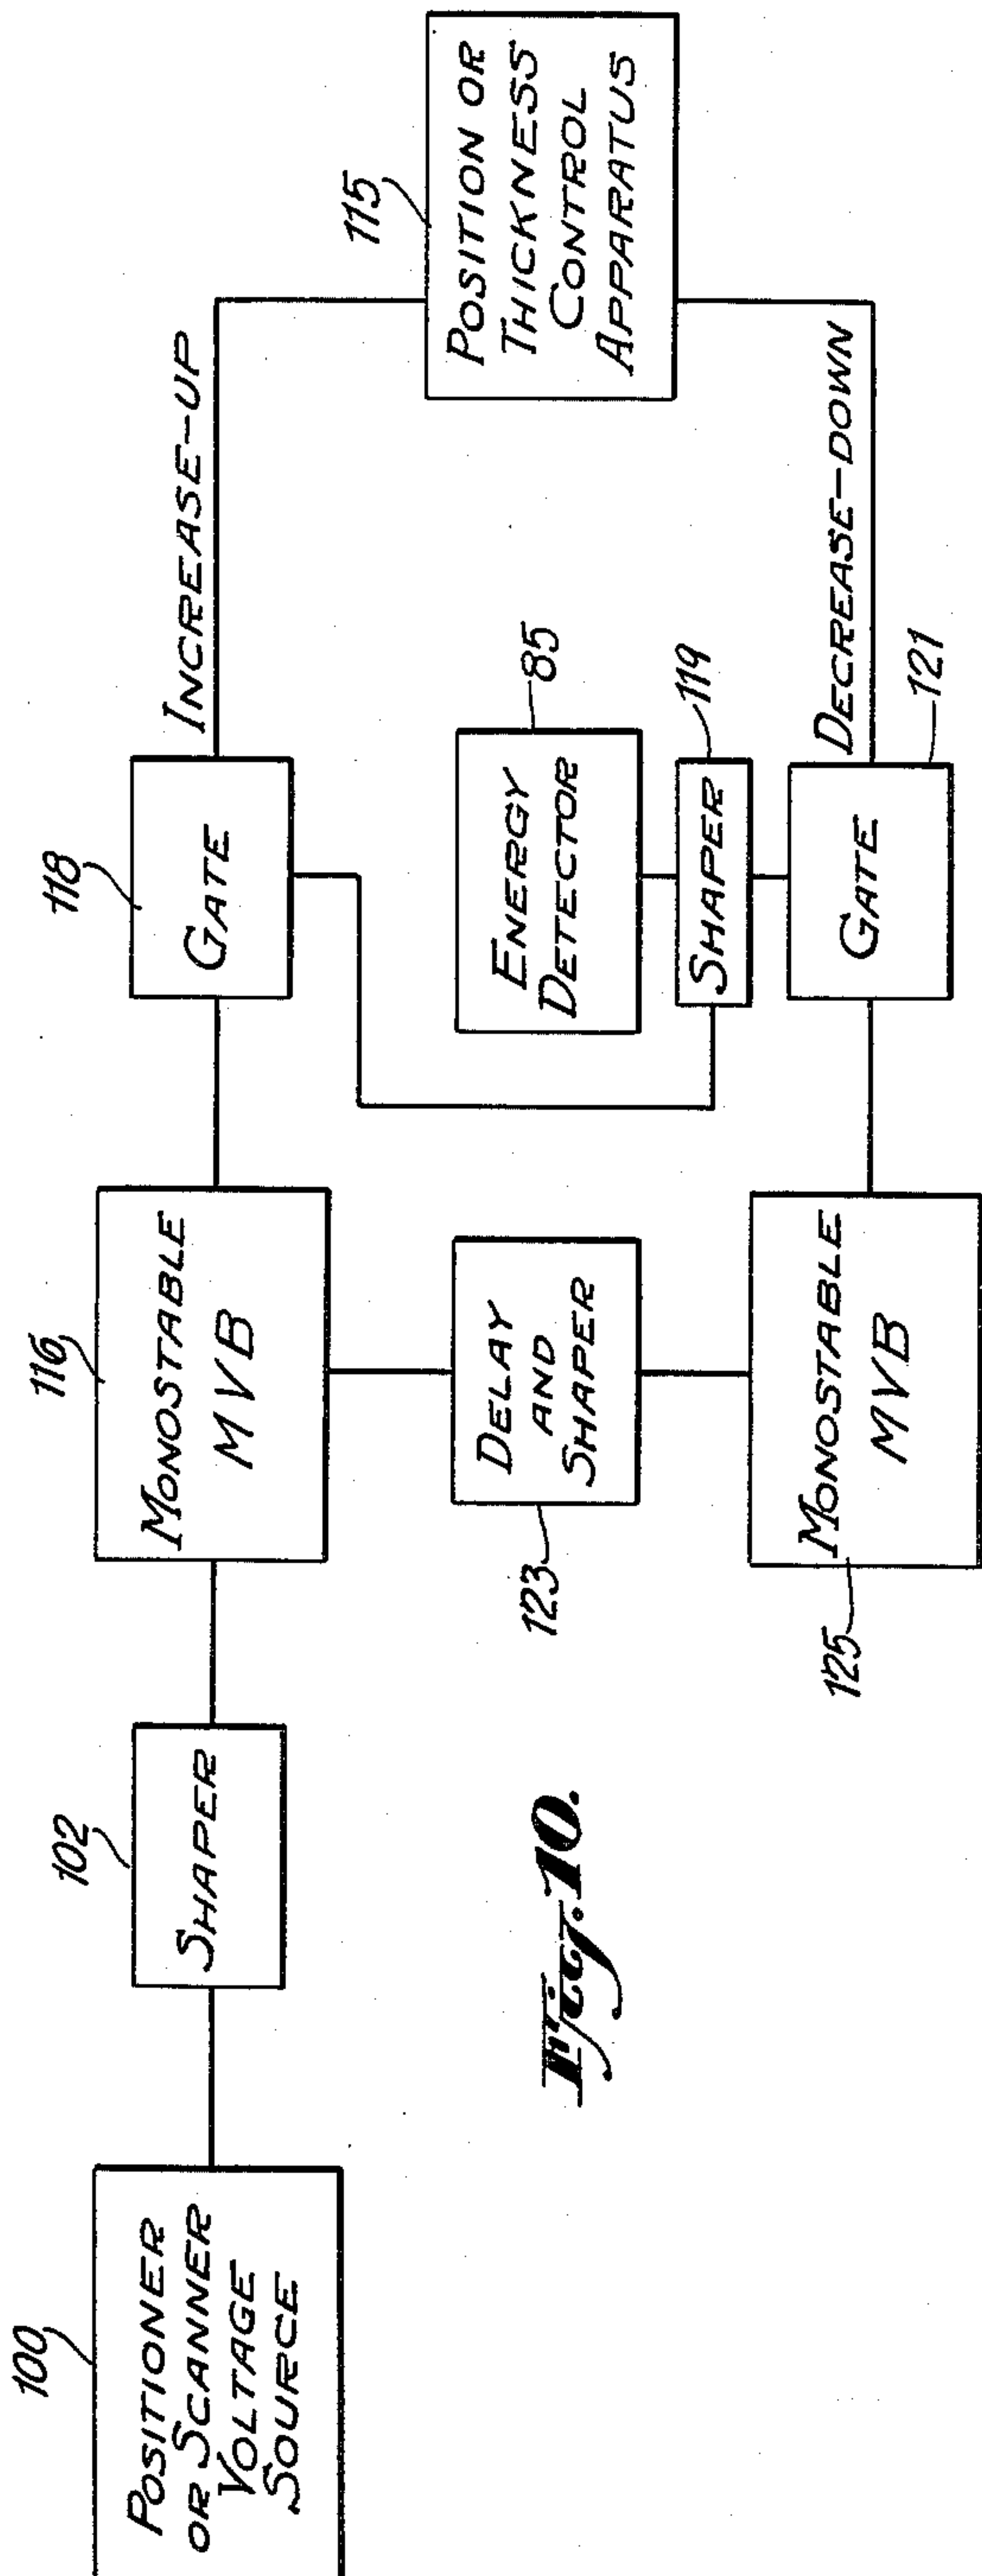 100
POSITIONER
OR SCANNER
VOLTAGE
SOURCE
102
SHAPER
116
MONOSTABLE
MVB
118
GATE
INCREASE-UP
115
POSITION OR
THICKNESS
CONTROL
APPARATUS
123
DELAY
AND
SHAPER
85
ENERGY
DETECTOR
119
SHAPER
125
MONOSTABLE
MVB
121
GATE
DECREASE-DOWN
Fig. 10.